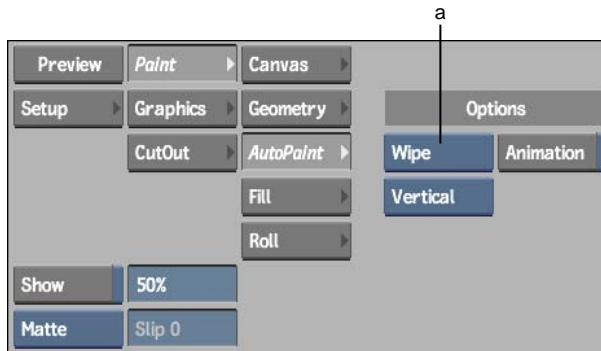 a
Preview Paint Canvas
Setup Graphics Geometry Options
CutOut AutoPaint Wipe Animation
Fill Vertical
Roll
Show 50%
Matte Slip 0